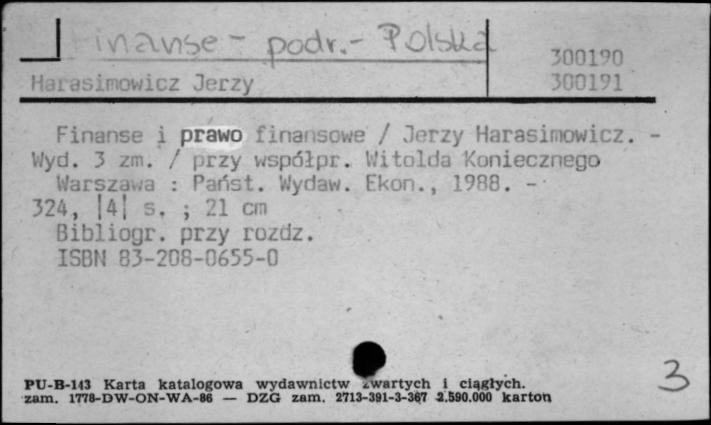 Finanse - podr. - Polska
300190
Harasimowicz Jerzy
300191
Finanse i prawo finansowe / Jerzy Harasimowicz. -
Wyd. 3 zm. / przy współpr. Witolda Koniecznego
Warszawa : Państ. Wydaw. Ekon., 1988. -
324, |4| s. ; 21 cm
Bibliogr. przy rozdz.
ISBN 83-208-0655-0
3
PU-B-143 Karta katalogowa wydawnictw zwartych i ciągłych.
zam. 1778-DW-ON-WA-86 — DZG zam. 2713-391-3-367 2.590.000 karton